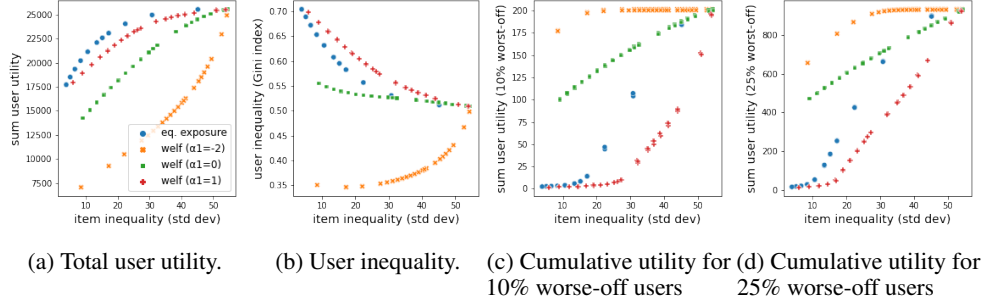 25000
22500
20000
17500
15000
12500
10000
7500
sum user utility
eq. exposure
welf (α1=-2)
welf (α1=0)
welf (α1=1)
10 20 30 40 50
item inequality (std dev)
0.70
0.65
0.60
0.55
0.50
0.45
0.40
0.35
user inequality (Gini index)
10 20 30 40 50
item inequality (std dev)
200
175
150
125
100
75
50
25
0
sum user utility (10% worst-off)
10 20 30 40 50
item inequality (std dev)
800
600
400
200
0
sum user utility (25% worst-off)
10 20 30 40 50
item inequality (std dev)
(a) Total user utility.
(b) User inequality.
(c) Cumulative utility for
10% worse-off users
(d) Cumulative utility for
25% worse-off users